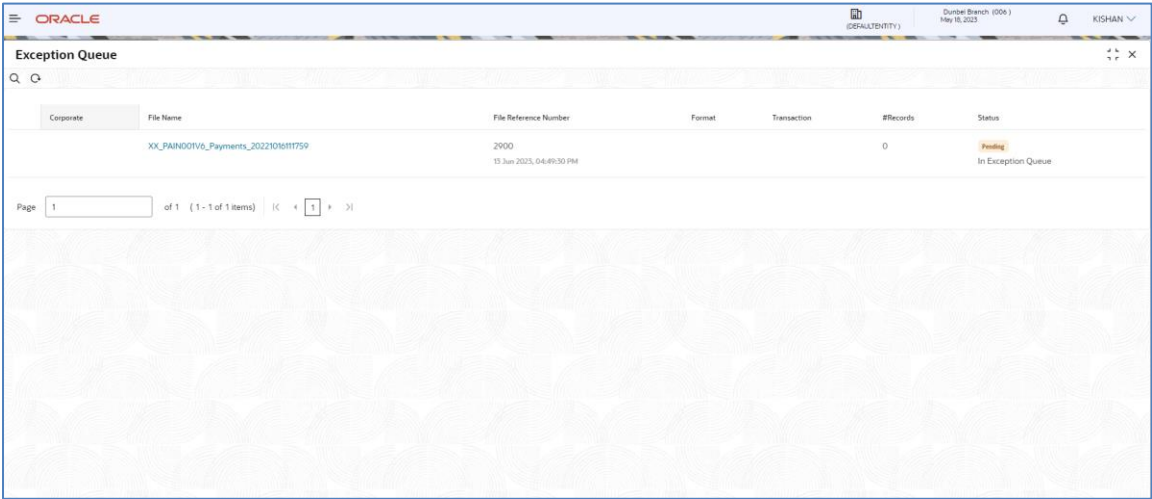 ORACLE
(DEFAULTENTITY)
Dunbel Branch (006 )
May 18, 2023
KISHAN
Exception Queue
Corporate File Name File Reference Number Format Transaction #Records Status
XX_PAIN001V6_Payments_20221016111759 2900 0 Pending
15 Jun 2023, 04:49:30 PM In Exception Queue
Page 1 of 1 (1 - 1 of 1 items) 1